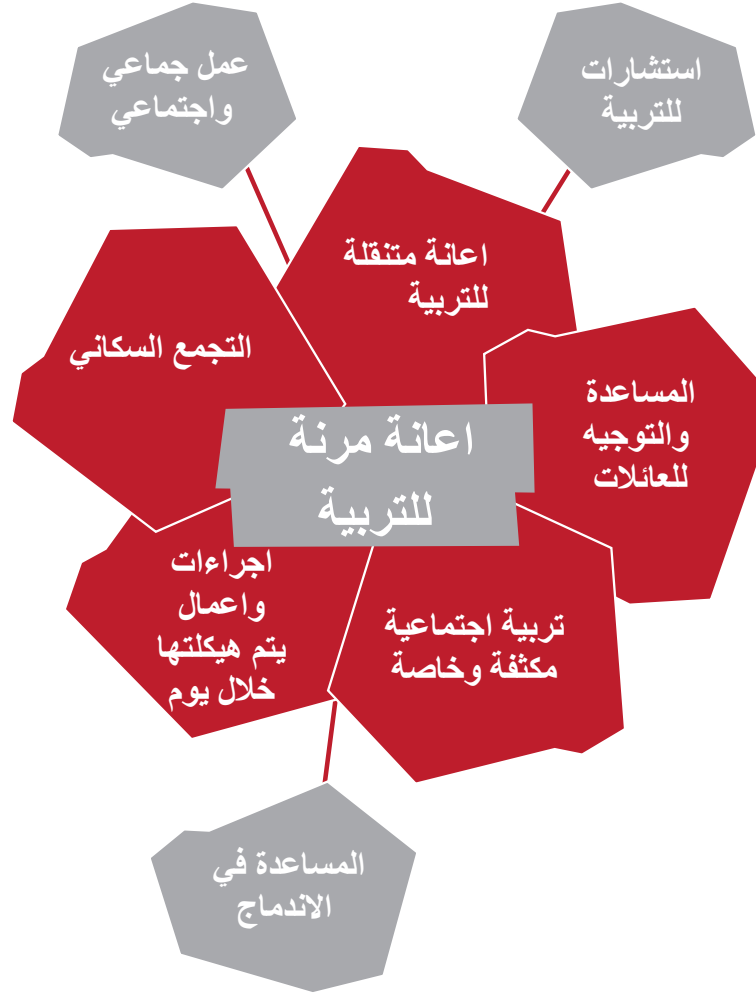 عمل جماعي
واجتماعي
استشارات
للتربية
اعانة متنقلة
للتربية
التجمع السكاني
المساعدة
والتوجيه
للعائلات
اعانة مرنة
للتربية
اجراءات
واعمال
يتم هيكلتها
خلال يوم
تربية اجتماعية
مكثفة وخاصة
المساعدة في
الاندماج